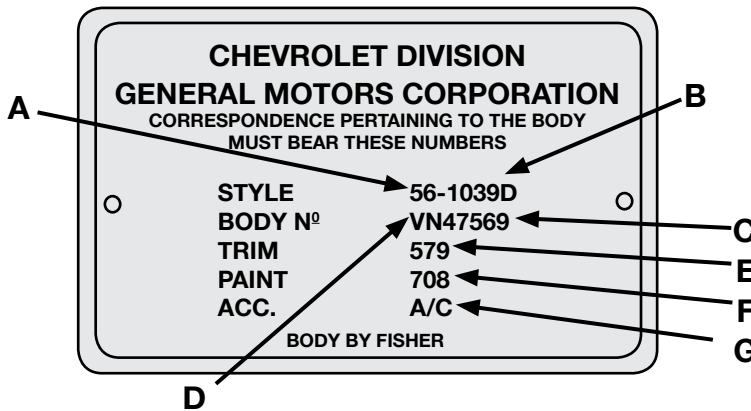 CHEVROLET DIVISION
GENERAL MOTORS CORPORATION
CORRESPONDENCE PERTAINING TO THE BODY
MUST BEAR THESE NUMBERS
A
B
STYLE 56-1039D
BODY Nº VN47569
C
TRIM 579
E
PAINT 708
F
ACC. A/C
G
BODY BY FISHER
D